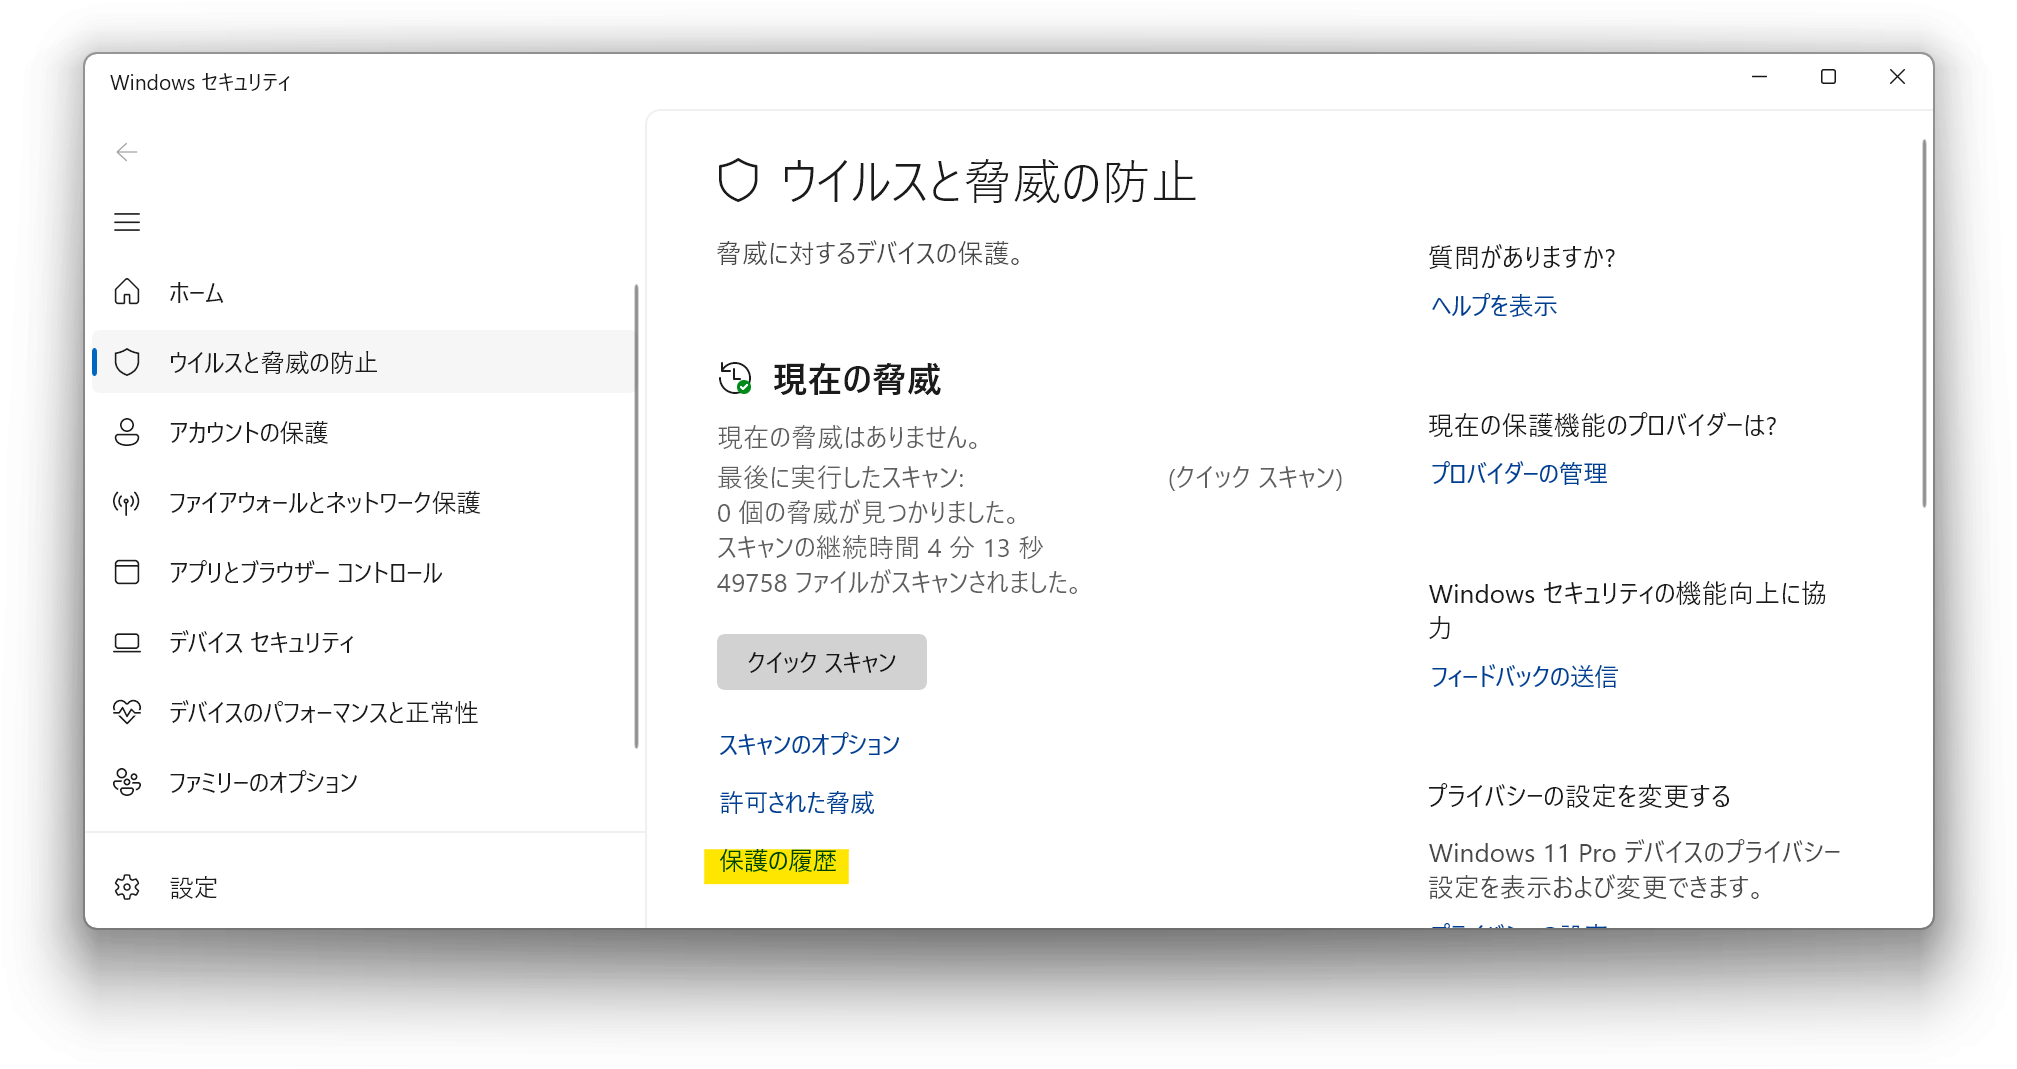 Windows セキュリティ
ホーム
ウイルスと脅威の防止
アカウントの保護
ファイアウォールとネットワーク保護
アプリとブラウザー コントロール
デバイス セキュリティ
デバイスのパフォーマンスと正常性
ファミリーのオプション
設定
ウイルスと脅威の防止
脅威に対するデバイスの保護。
現在の脅威
現在の脅威はありません。
最後に実行したスキャン: (クイック スキャン)
0 個の脅威が見つかりました。
スキャンの継続時間 4 分 13 秒
49758 ファイルがスキャンされました。
クイック スキャン
スキャンのオプション
許可された脅威
保護の履歴
質問がありますか?
ヘルプを表示
現在の保護機能のプロバイダーは?
プロバイダーの管理
Windows セキュリティの機能向上に協
力
フィードバックの送信
プライバシーの設定を変更する
Windows 11 Pro デバイスのプライバシー
設定を表示および変更できます。